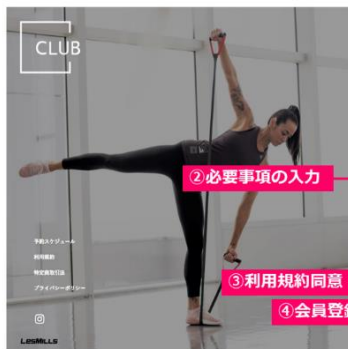 CLUB
②必要事項の入力
予約スケジュール
利用規約
特定商取引法
プライバシーポリシー
③利用規約同意
④会員登
LesMills